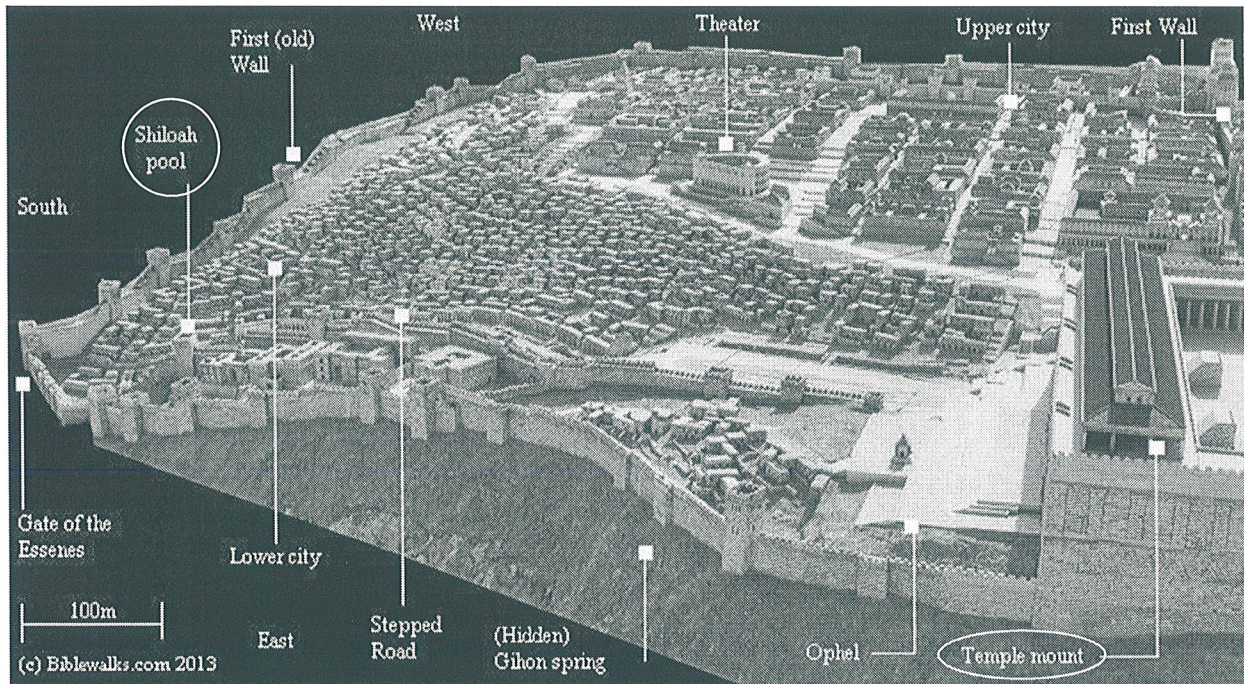 West
Theater
Upper city
First Wall
First (old)
Wall
Shiloah
pool
South
Gate of the
Essenes
Lower city
Stepped
Road
(Hidden)
Gihon spring
Ophel
Temple mount
100m
East
(c) Biblewalks.com 2013